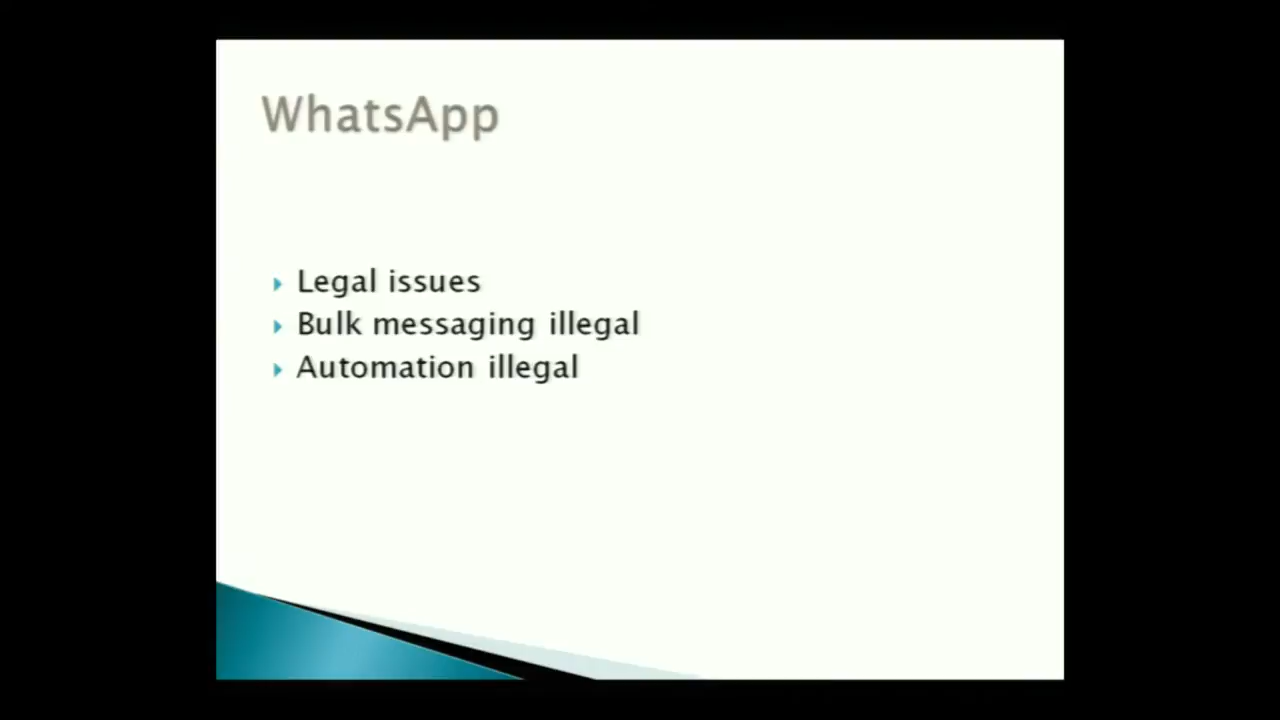 WhatsApp
Legal issues
Bulk messaging illegal
Automation illegal